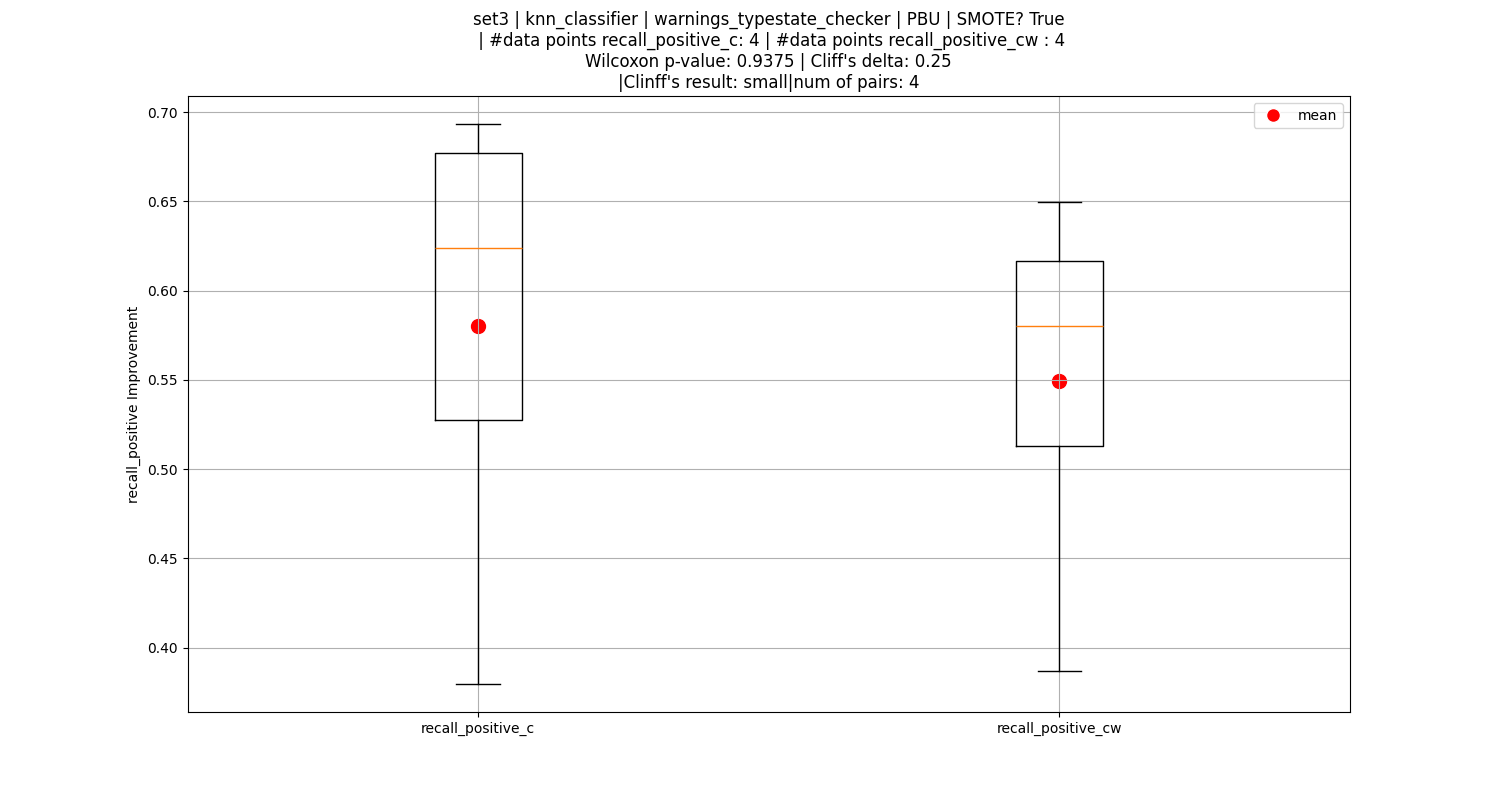 set3 | knn_classifier | warnings_typestate_checker | PBU | SMOTE? True
| #data points recall_positive_c: 4 | #data points recall_positive_cw : 4
Wilcoxon p-value: 0.9375 | Cliff's delta: 0.25
|Clinff's result: small|num of pairs: 4
mean
0.70
0.65
0.60
0.55
0.50
0.45
0.40
recall_positive Improvement
recall_positive_c
recall_positive_cw